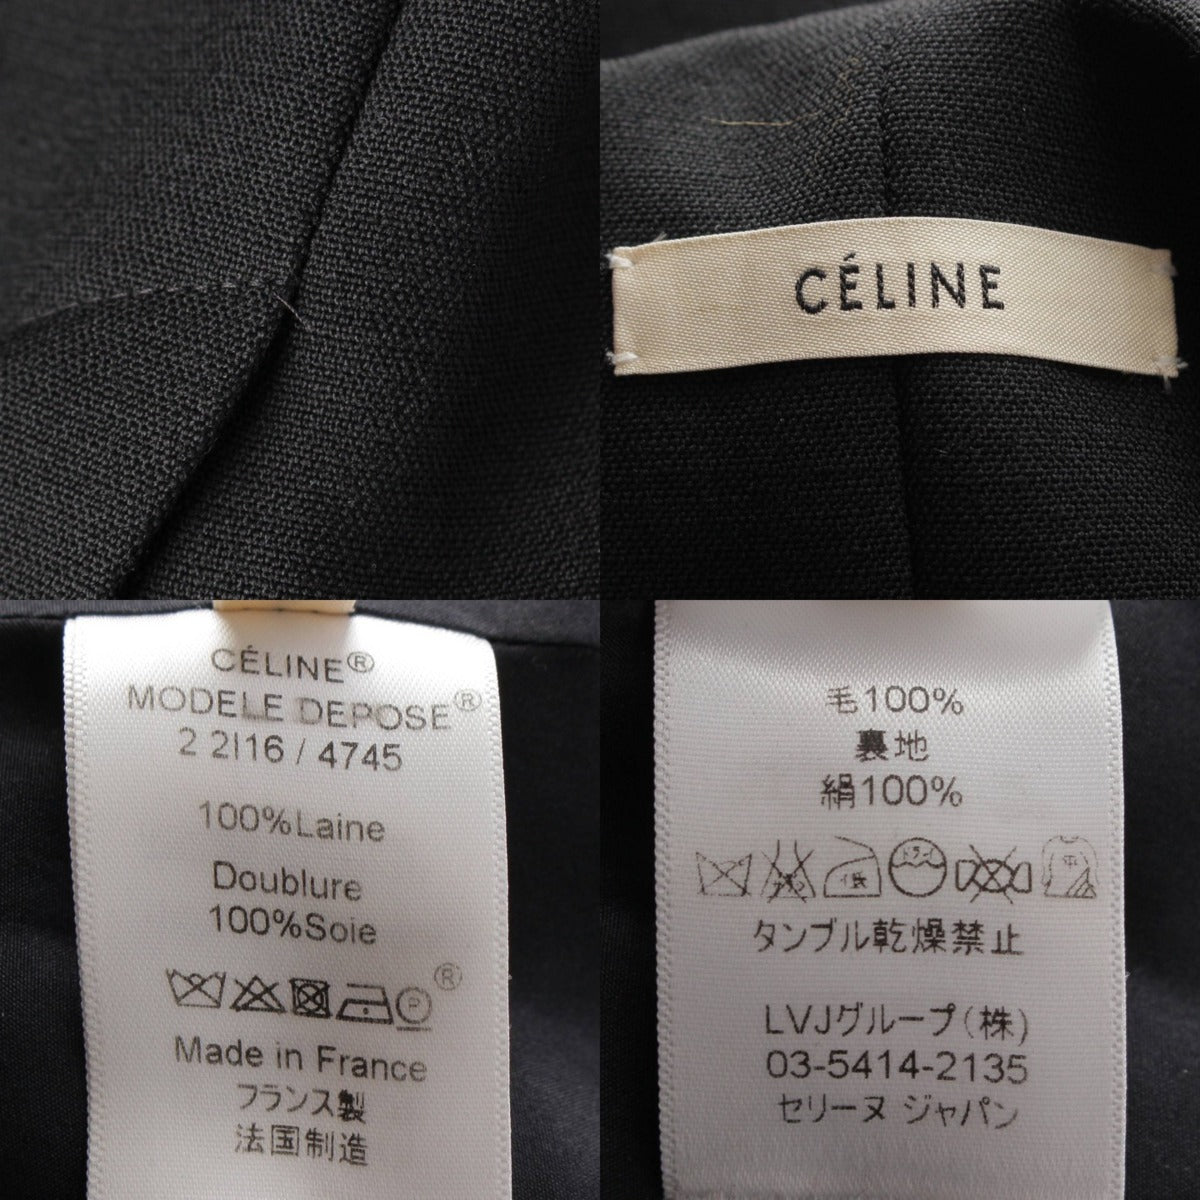 CÉLINE
CÉLINE®
MODELE DEPOSE®
2 2I16 / 4745
100%Laine
Doublure
100%Soie
P
®
Made in France
フランス製
法国制造
毛100%
裏地
絹100%
タンブル乾燥禁止
LVJグループ(株)
03-5414-2135
セリーヌ ジャパン